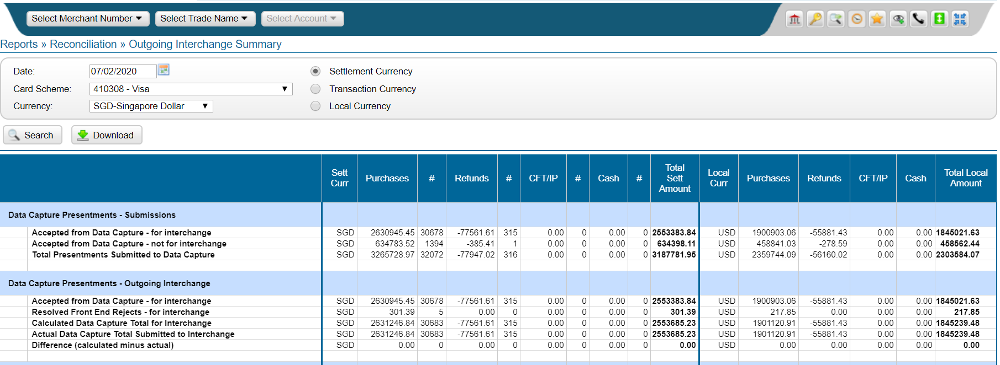 Select Merchant Number Select Trade Name Select Account
Reports » Reconciliation » Outgoing Interchange Summary
Date: 07/02/2020 Settlement Currency
Card Scheme: 410308 - Visa Transaction Currency
Currency: SGD-Singapore Dollar Local Currency
Search Download
Sett Curr Purchases # Refunds # CFT/IP # Cash # Total Sett Amount Local Curr Purchases Refunds CFT/IP Cash Total Local Amount
Data Capture Presentments - Submissions
Accepted from Data Capture - for interchange SGD 2630945.45 30678 -77561.61 315 0.00 0 0.00 0 2553383.84 USD 1900903.06 -55881.43 0.00 0.00 1845021.63
Accepted from Data Capture - not for interchange SGD 634783.52 1394 -385.41 1 0.00 0 0.00 0 634398.11 USD 458841.03 -278.59 0.00 0.00 458562.44
Total Presentments Submitted to Data Capture SGD 3265728.97 32072 -77947.02 316 0.00 0 0.00 0 3187781.95 USD 2359744.09 -56160.02 0.00 0.00 2303584.07
Data Capture Presentments - Outgoing Interchange
Accepted from Data Capture - for interchange SGD 2630945.45 30678 -77561.61 315 0.00 0 0.00 0 2553383.84 USD 1900903.06 -55881.43 0.00 0.00 1845021.63
Resolved Front End Rejects - for interchange SGD 301.39 5 0.00 0 0.00 0 0.00 0 301.39 USD 217.85 0.00 0.00 0.00 217.85
Calculated Data Capture Total for Interchange SGD 2631246.84 30683 -77561.61 315 0.00 0 0.00 0 2553685.23 USD 1901120.91 -55881.43 0.00 0.00 1845239.48
Actual Data Capture Total Submitted to Interchange SGD 2631246.84 30683 -77561.61 315 0.00 0 0.00 0 2553685.23 USD 1901120.91 -55881.43 0.00 0.00 1845239.48
Difference (calculated minus actual) SGD 0.00 0 0.00 0 0.00 0 0.00 0 0.00 USD 0.00 0.00 0.00 0.00 0.00